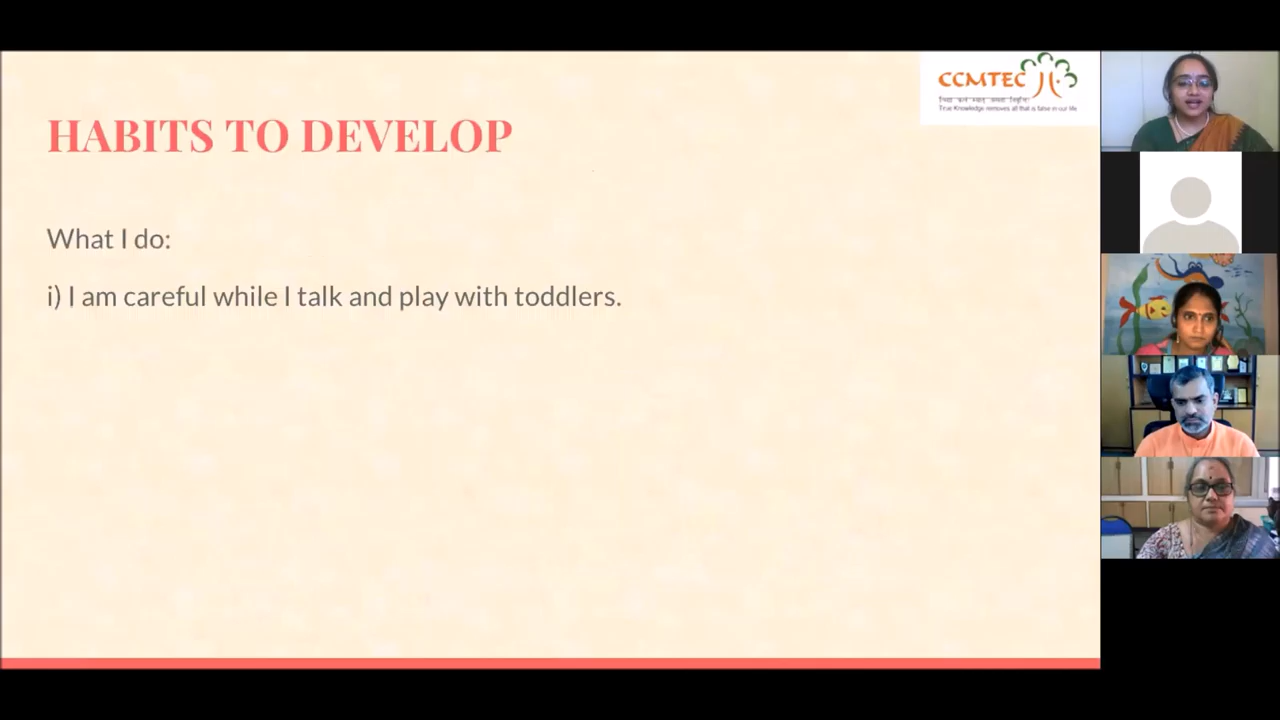 CCMTEC
True Knowledge removes all that is false in our life
HABITS TO DEVELOP
What I do:
i) I am careful while I talk and play with toddlers.